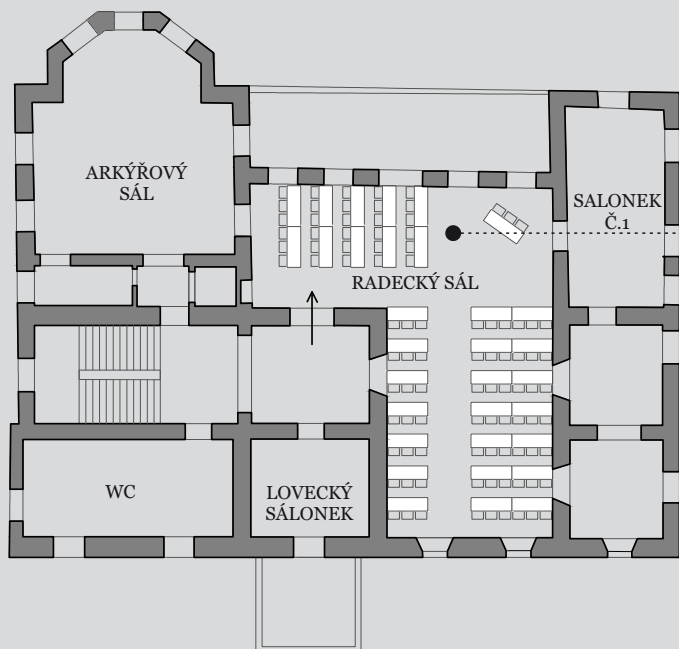 ARKÝŘOVÝ
SÁL
SALONEK
Č.1
RADECKÝ SÁL
WC
LOVECKÝ
SÁLONEK